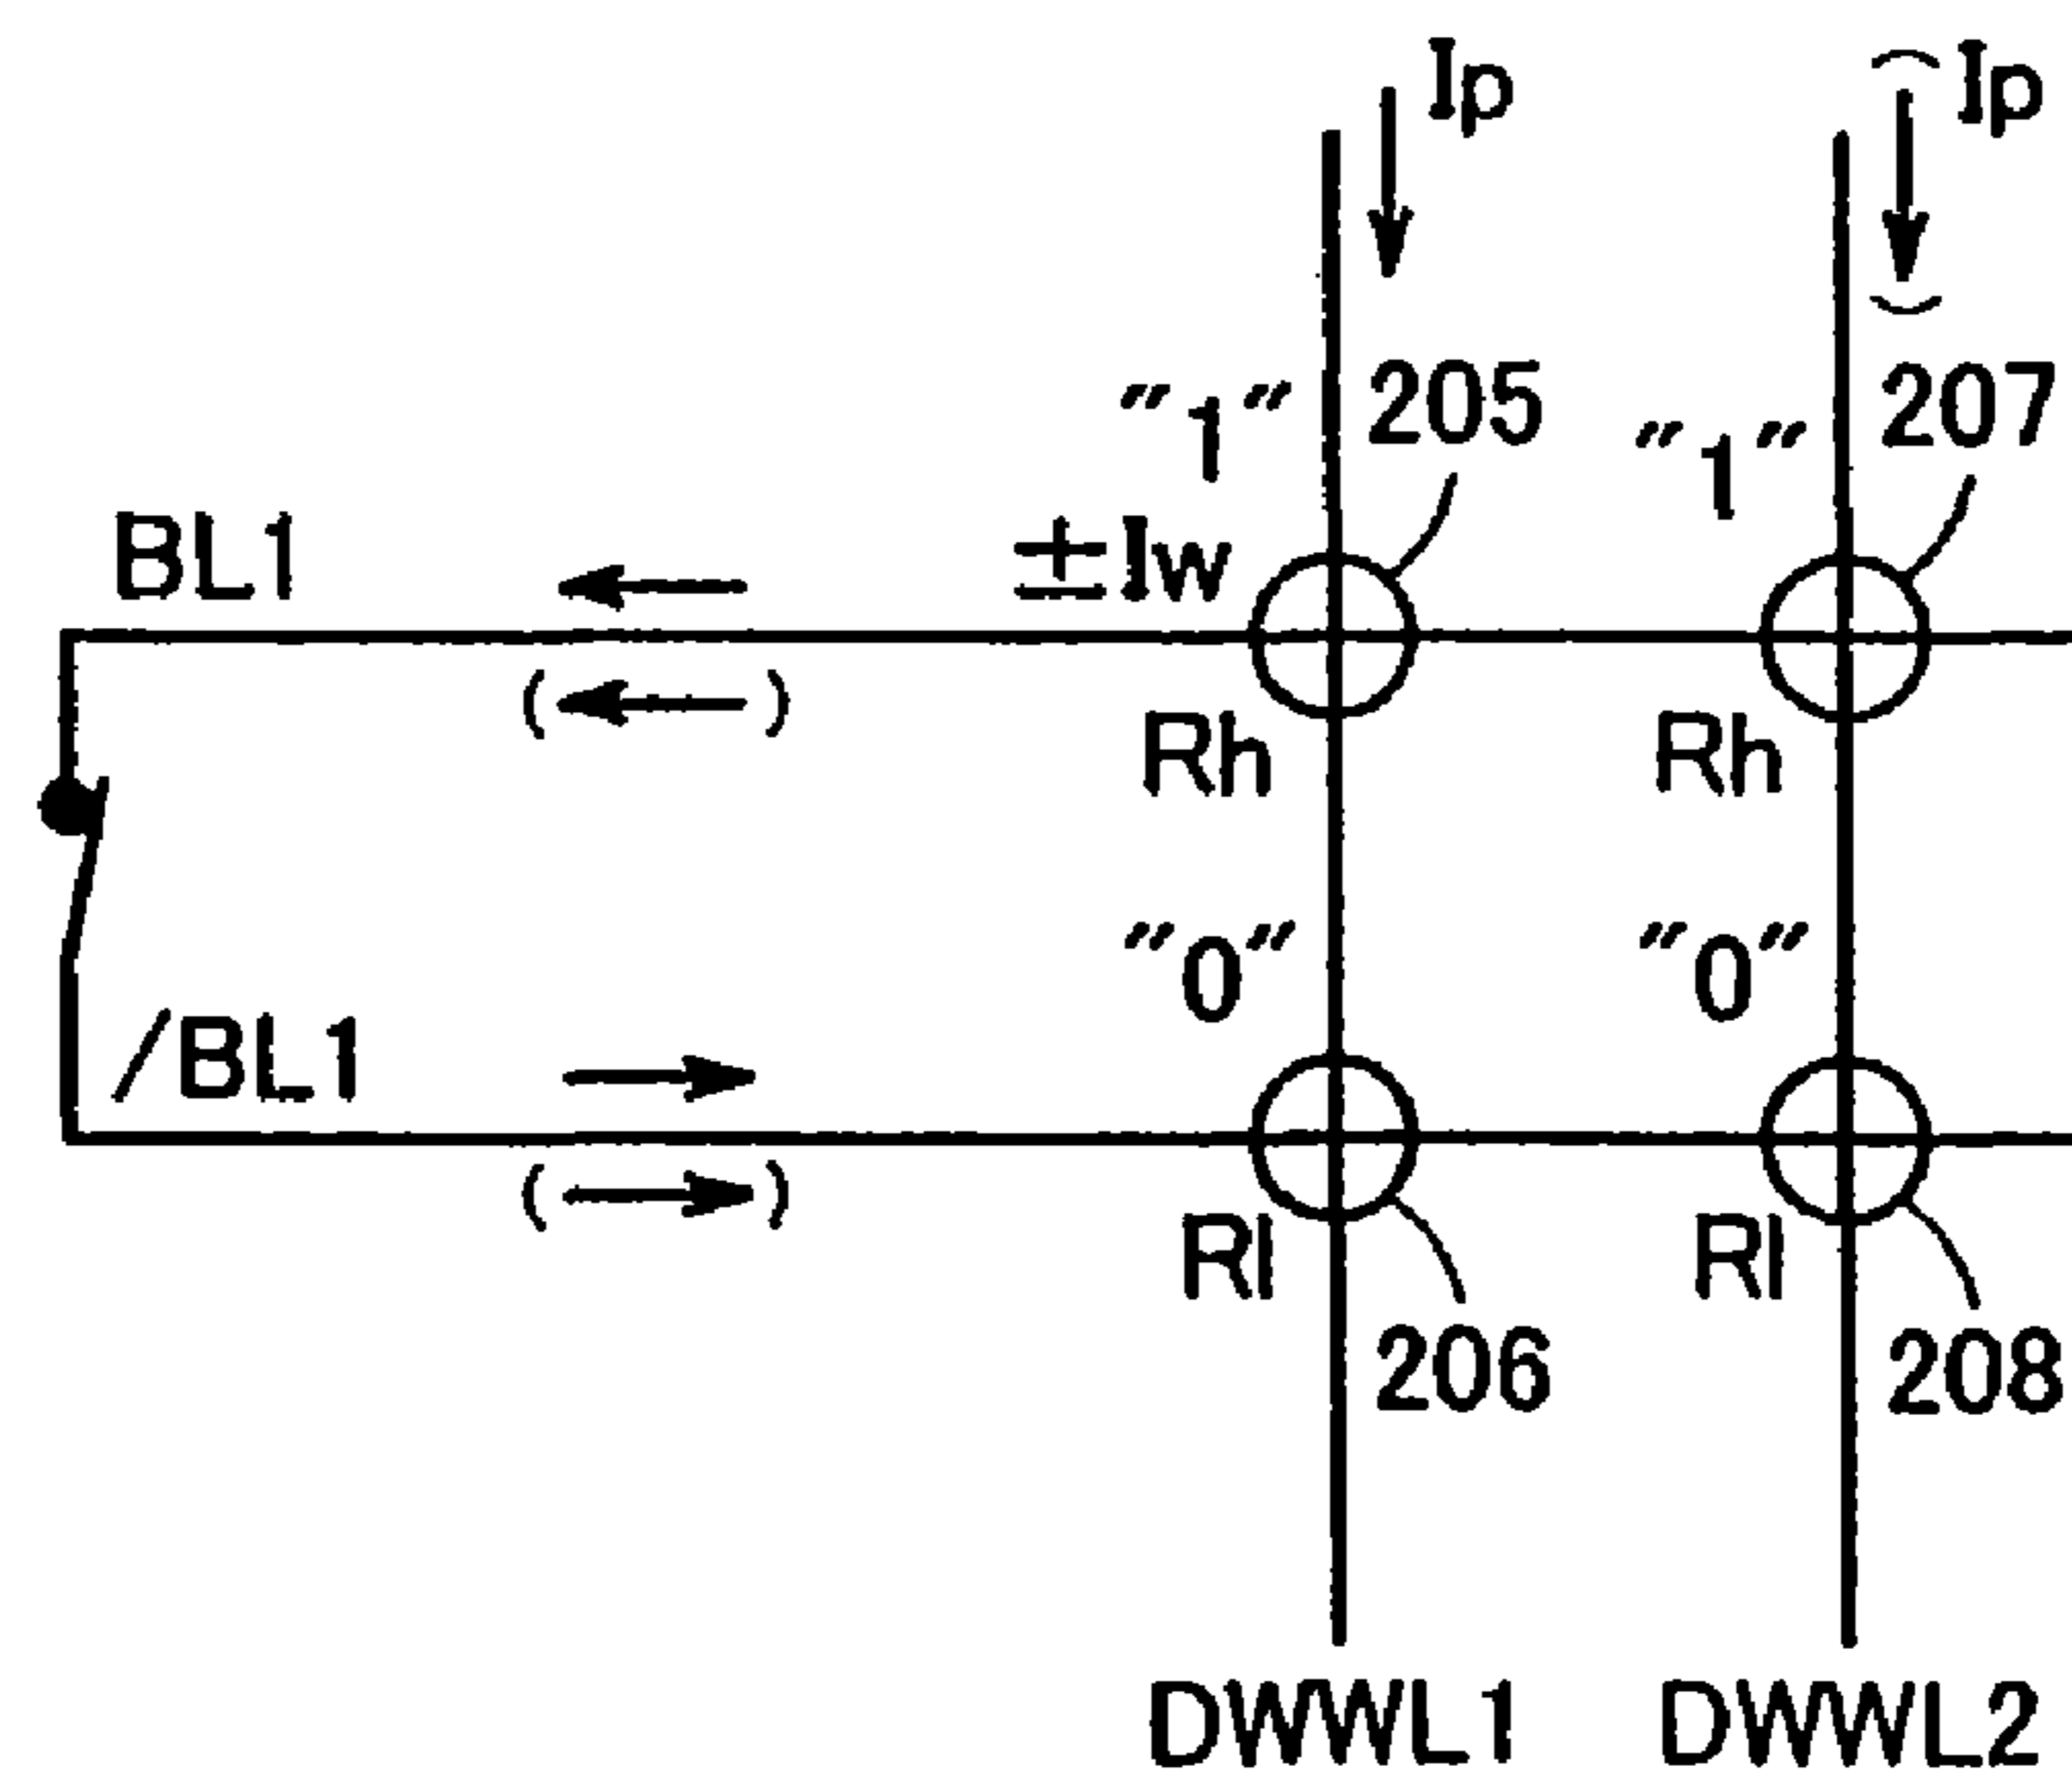 Ip
Ip
"1"
205
"1"
207
BL1
±Iw
Rh
Rh
"0"
"0"
/BL1
Rl
Rl
206
208
DWWL1
DWWL2